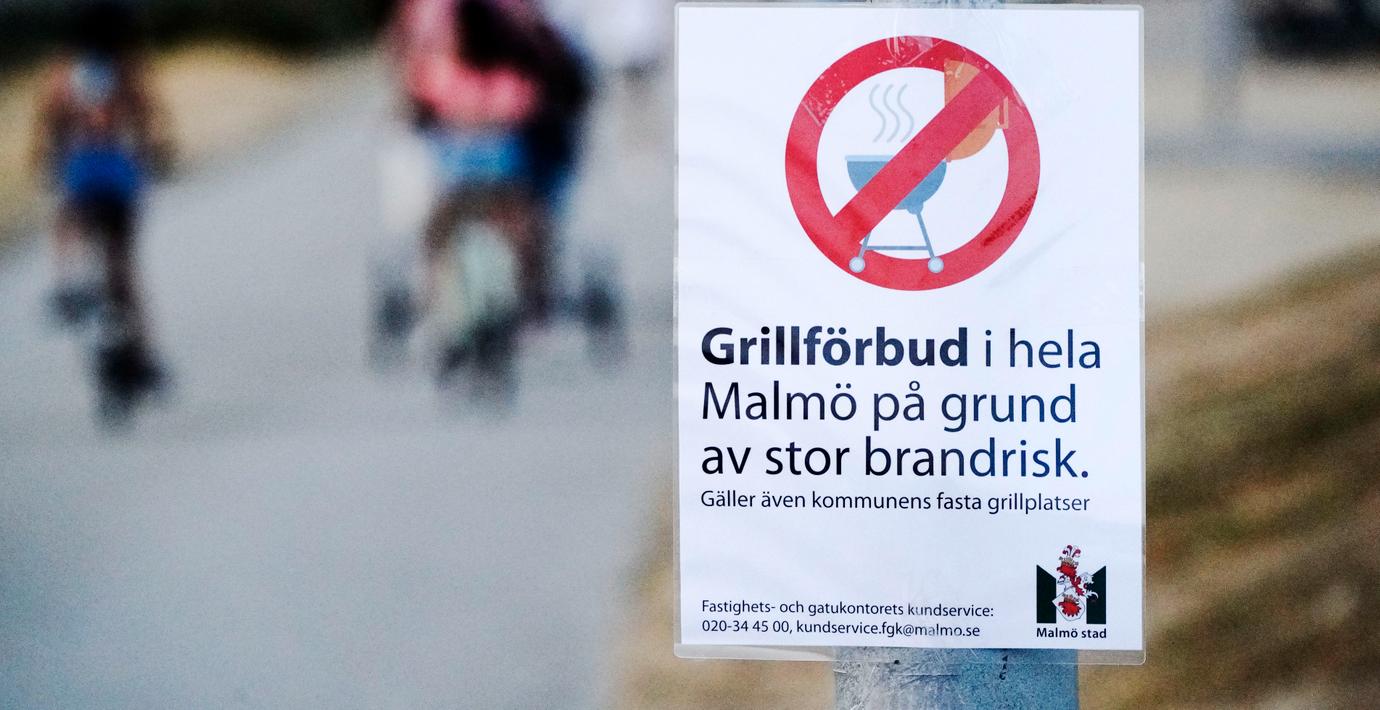 Grillförbud i hela
Malmö på grund
av stor brandrisk.
Gäller även kommunens fasta grillplatser
Fastighets- och gatukontorets kundservice:
020-34 45 00, kundservice.fgk@malmo.se
Malmö stad